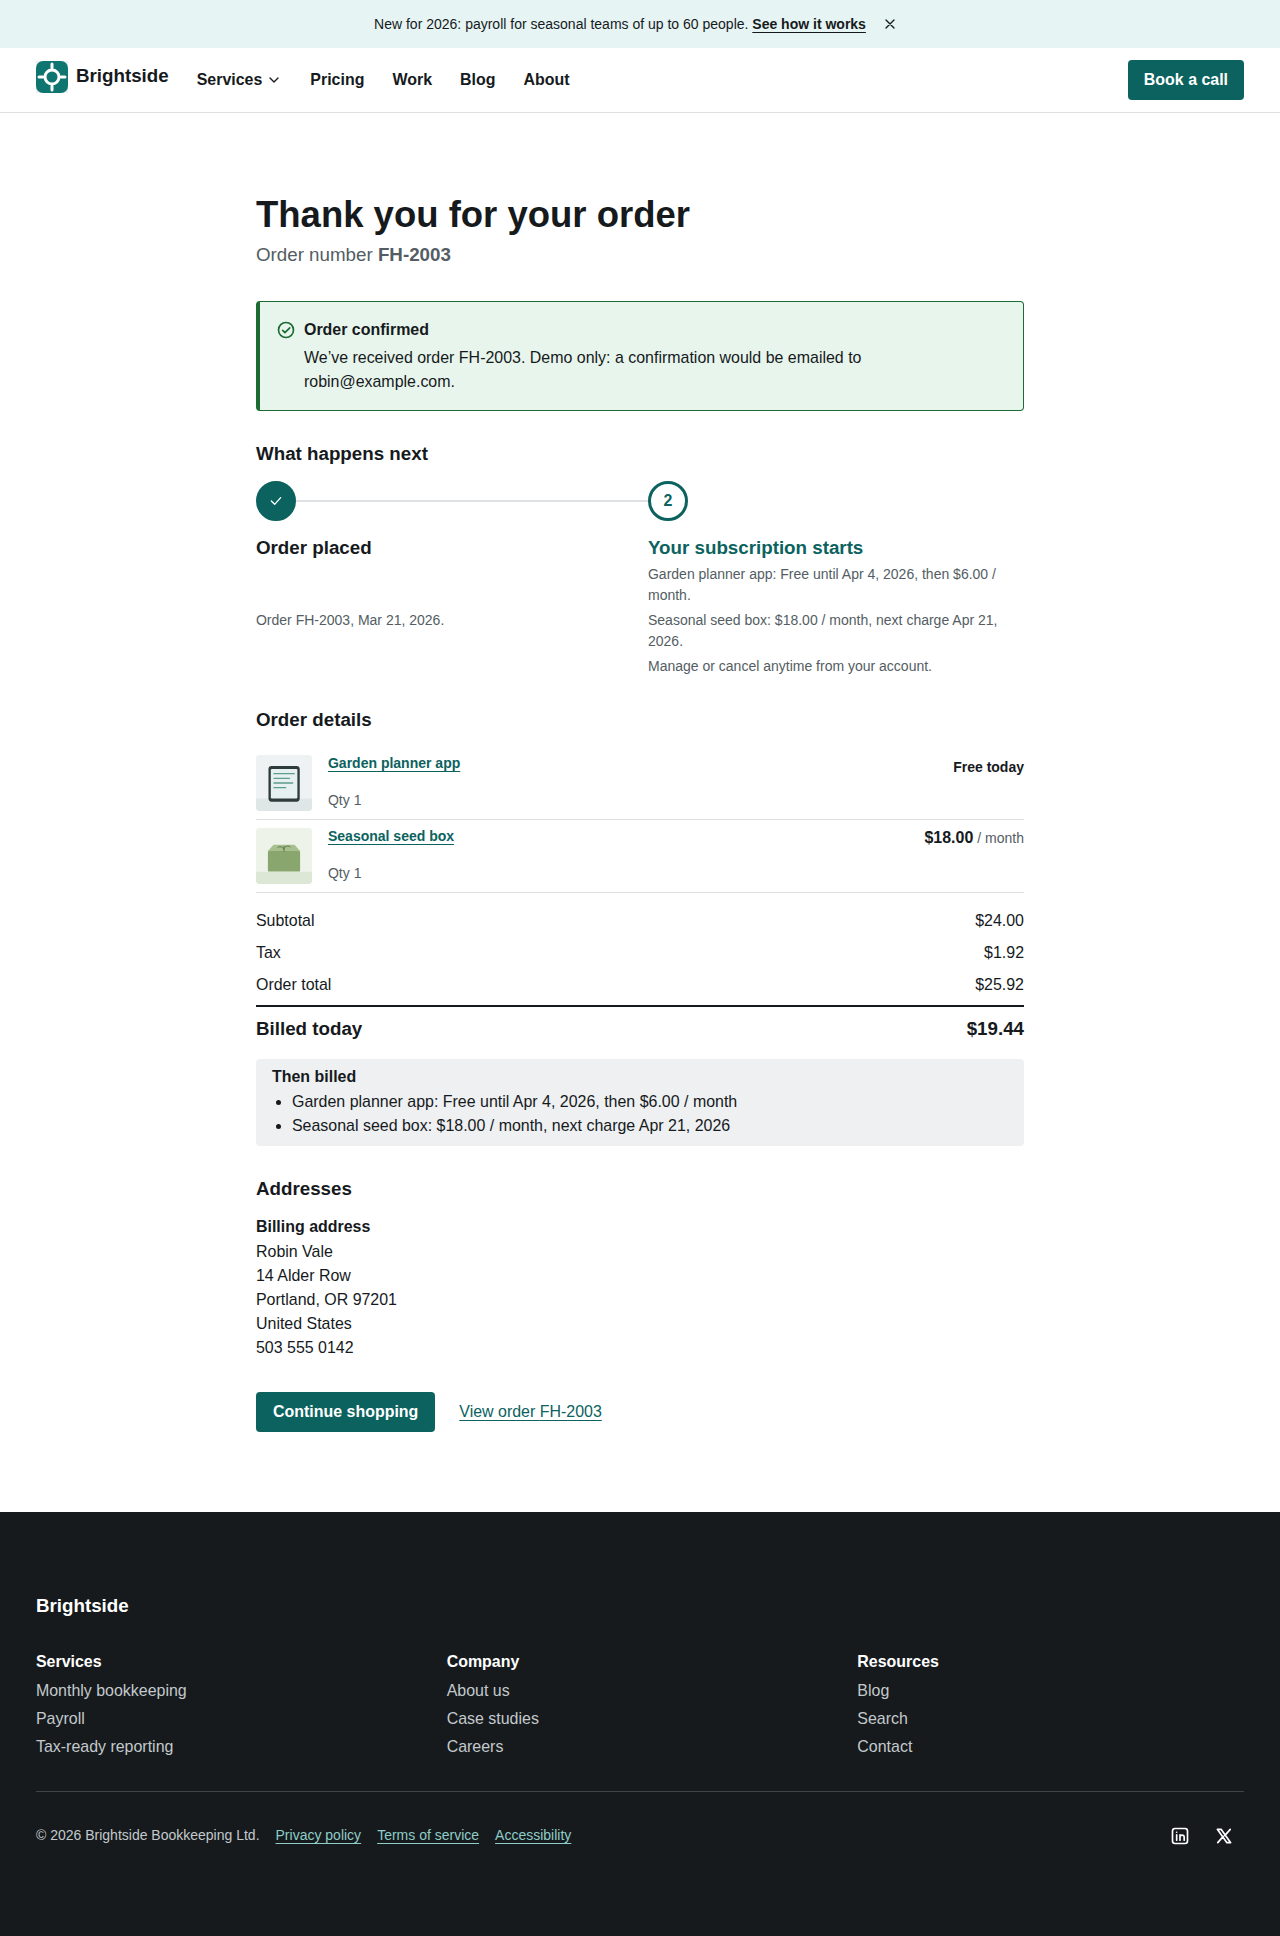 New for 2026: payroll for seasonal teams of up to 60 people. See how it works
Brightside
Services
Pricing
Work
Blog
About
Book a call
Thank you for your order
Order number FH-2003
Order confirmed
We’ve received order FH-2003. Demo only: a confirmation would be emailed to
robin@example.com.
What happens next
2
Order placed
Order FH-2003, Mar 21, 2026.
Your subscription starts
Garden planner app: Free until Apr 4, 2026, then $6.00 /
month.
Seasonal seed box: $18.00 / month, next charge Apr 21,
2026.
Manage or cancel anytime from your account.
Order details
Garden planner app
Free today
Qty 1
Seasonal seed box
$18.00 / month
Qty 1
Subtotal $24.00
Tax $1.92
Order total $25.92
Billed today $19.44
Then billed
• Garden planner app: Free until Apr 4, 2026, then $6.00 / month
• Seasonal seed box: $18.00 / month, next charge Apr 21, 2026
Addresses
Billing address
Robin Vale
14 Alder Row
Portland, OR 97201
United States
503 555 0142
Continue shopping
View order FH-2003
Brightside
Services
Monthly bookkeeping
Payroll
Tax-ready reporting
Company
About us
Case studies
Careers
Resources
Blog
Search
Contact
© 2026 Brightside Bookkeeping Ltd. Privacy policy Terms of service Accessibility